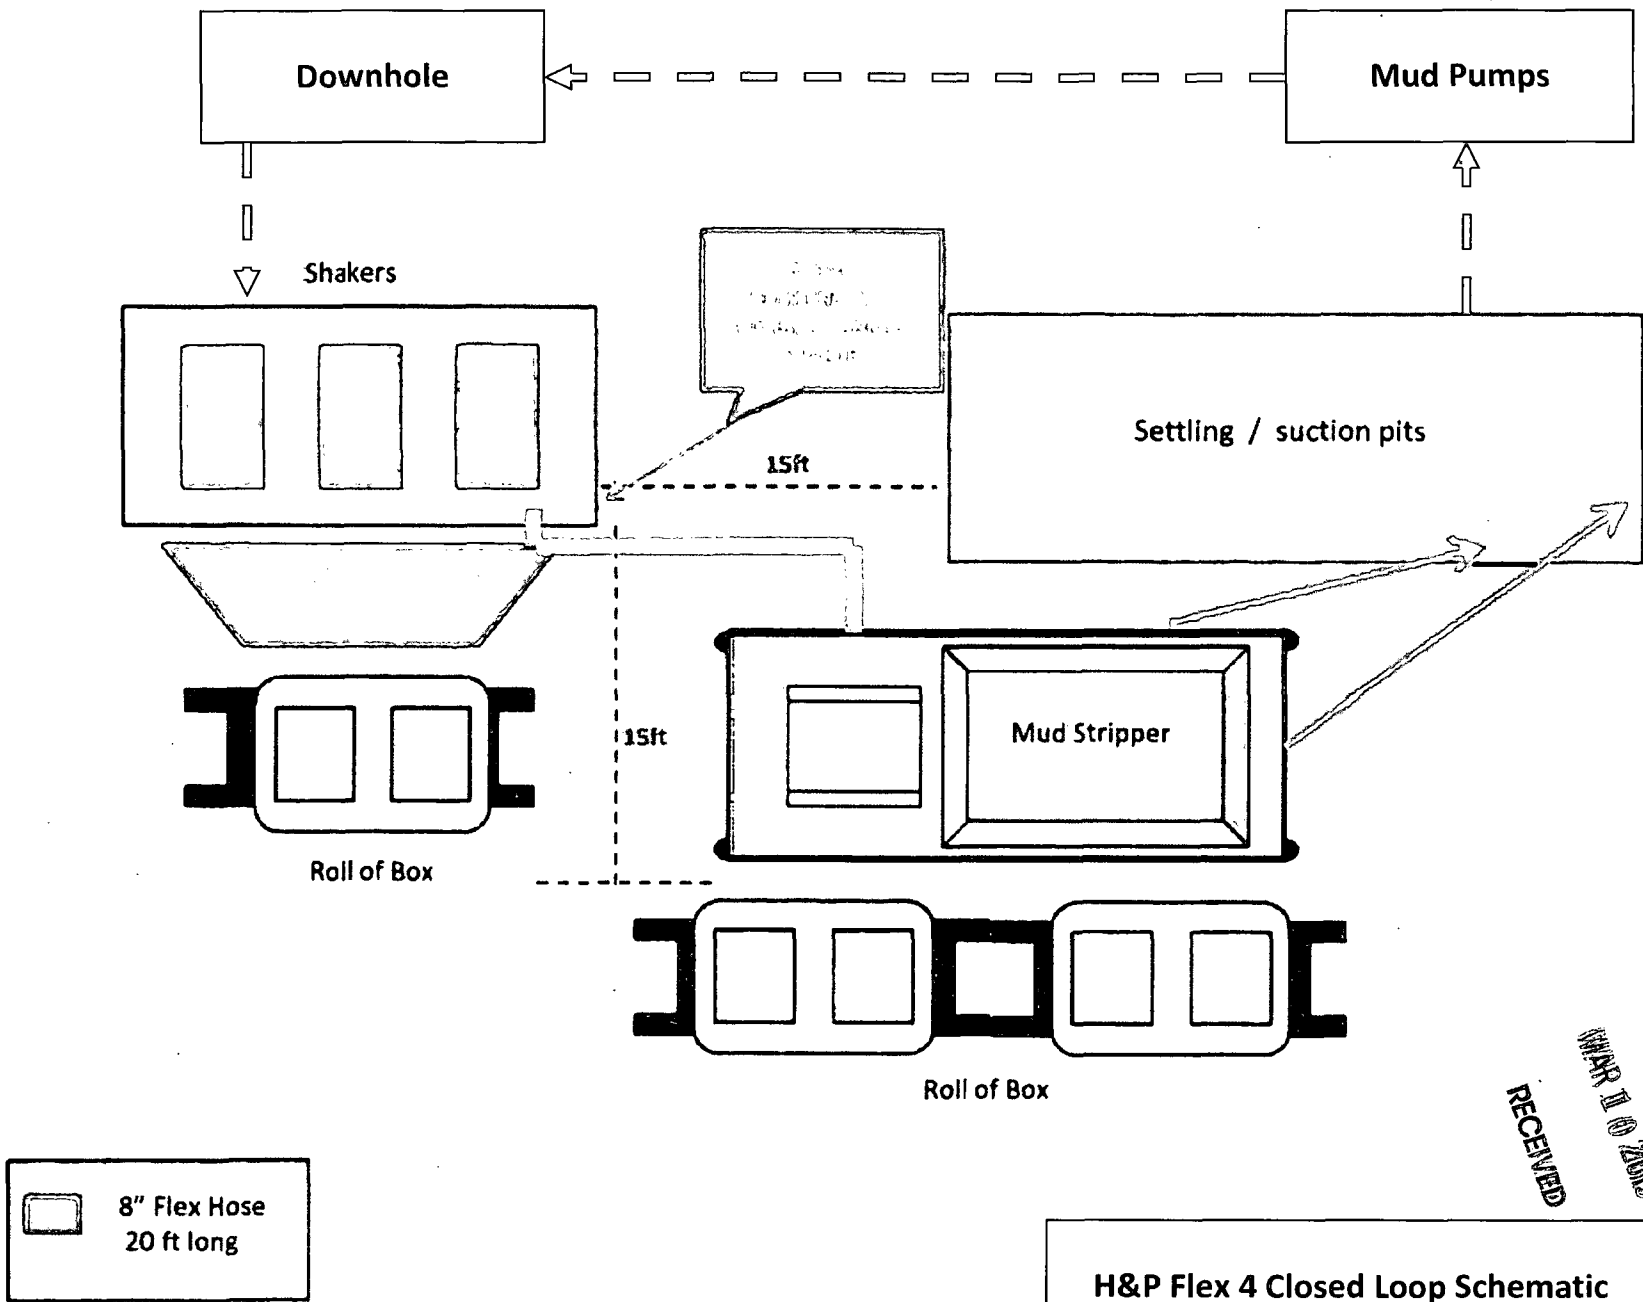 Downhole
Mud Pumps
Shakers
Settling / suction pits
15ft
15ft
Mud Stripper
Roll of Box
Roll of Box
RECEIVED
8" Flex Hose
20 ft long
H&P Flex 4 Closed Loop Schematic